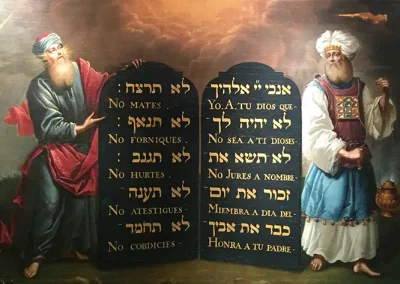 אנכי יי אלהיך
Yo. A. TU DIOS QUE-
לא יהיה לך
NO SEA A TI DIOSES-
לא תשא את
NO JURES A NOMBRE-
זכור את יום
MIEMBRA A DIA DEL-
כבד את אביך
HONRA A TU PADRE-
לא תרצח:
NO MATES.
לא תנאף:
NO FORNIQUES.
לא תגנב:
NO HURTES.
לא תענה
NO ATESTIGUES-
לא תחמד
NO COBDICIES-